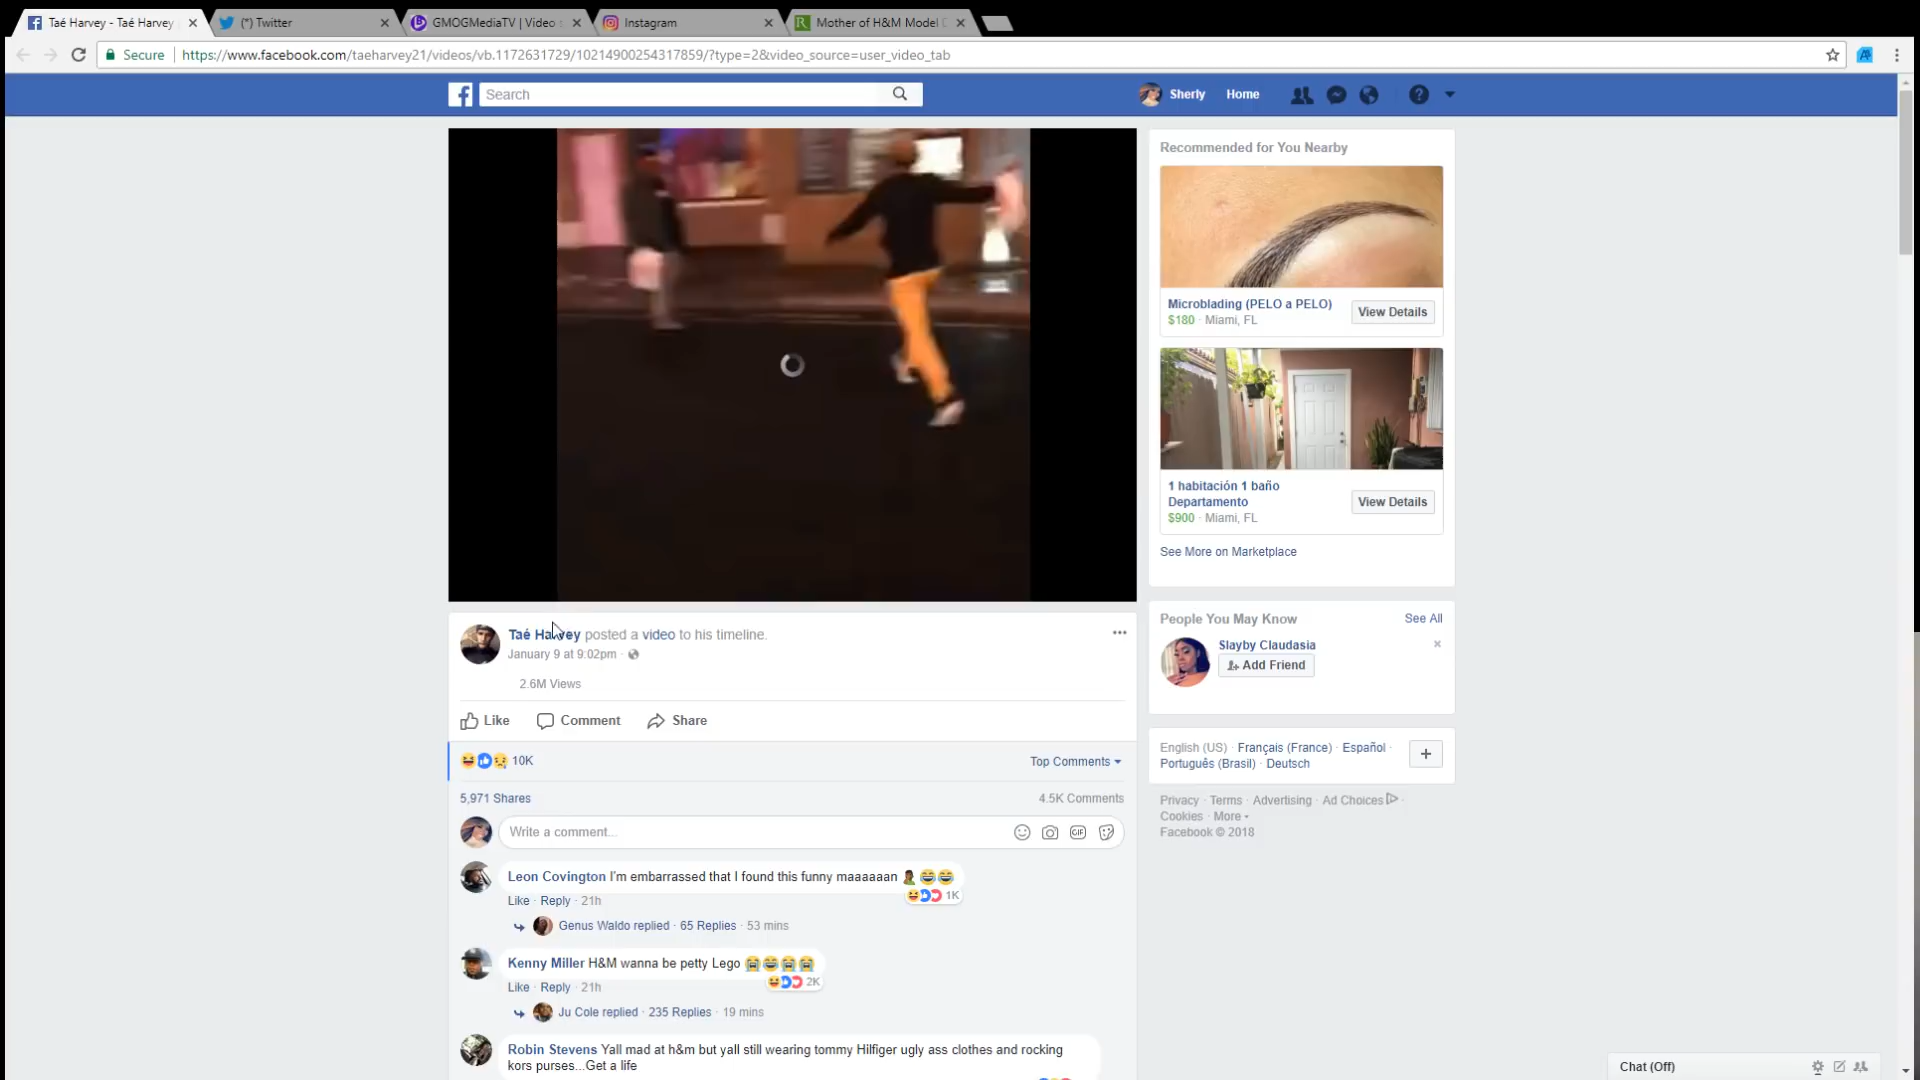 Taé Harvey - Taé Harvey
(*) Twitter
GMOGMediaTV | Video
Instagram
Mother of H&M Model
Secure
https://www.facebook.com/taeharvey21/videos/vb.1172631729/10214900254317859/?type=2&video_source=user_video_tab
Search
Sherly
Home
Recommended for You Nearby
Microblading (PELO a PELO)
$180 · Miami, FL
View Details
1 habitación 1 baño
Departamento
$900 · Miami, FL
View Details
See More on Marketplace
Taé Harvey posted a video to his timeline.
January 9 at 9:02pm ·
2.6M Views
Like
Comment
Share
10K
Top Comments
5,971 Shares
4.5K Comments
Write a comment...
GIF
Leon Covington I'm embarrassed that I found this funny maaaaaan
1K
Like · Reply · 21h
Genus Waldo replied · 65 Replies · 53 mins
Kenny Miller H&M wanna be petty Lego
2K
Like · Reply · 21h
Ju Cole replied · 235 Replies · 19 mins
Robin Stevens Yall mad at h&m but yall still wearing tommy Hilfiger ugly ass clothes and rocking
kors purses...Get a life
People You May Know
See All
Slayby Claudasia
Add Friend
English (US) · Français (France) · Español ·
Português (Brasil) · Deutsch
Privacy · Terms · Advertising · Ad Choices ·
Cookies · More
Facebook © 2018
Chat (Off)